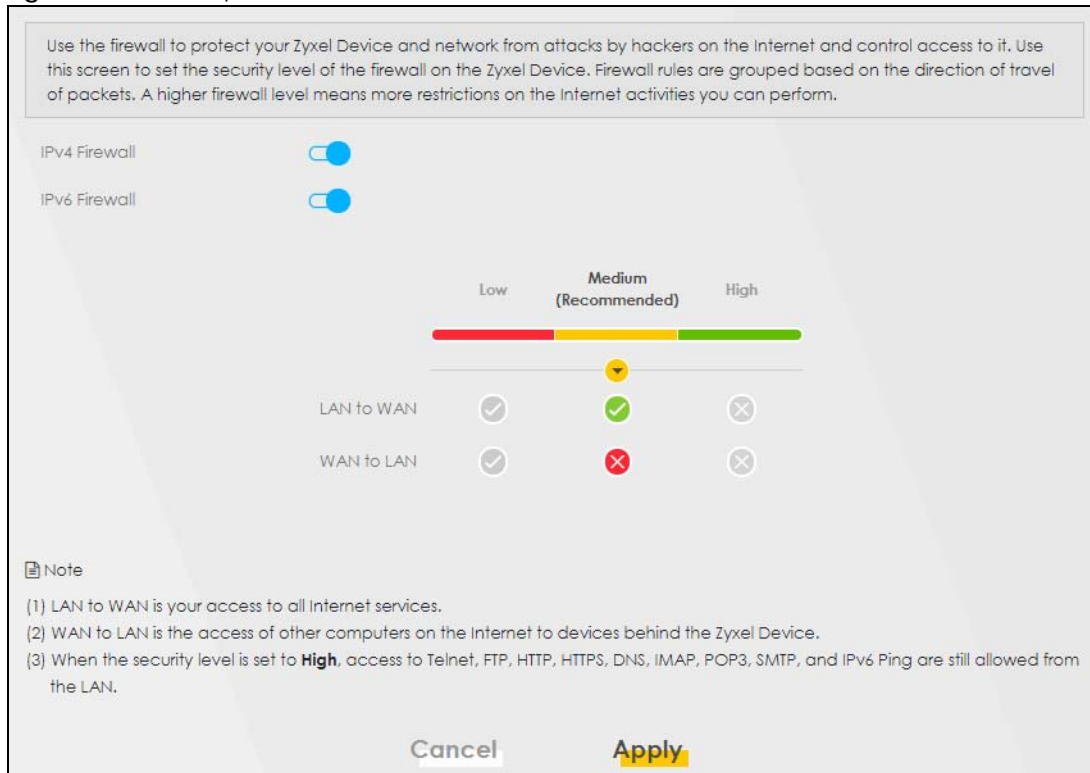 Use the firewall to protect your Zyxel Device and network from attacks by hackers on the Internet and control access to it. Use
this screen to set the security level of the firewall on the Zyxel Device. Firewall rules are grouped based on the direction of travel
of packets. A higher firewall level means more restrictions on the Internet activities you can perform.
IPv4 Firewall
IPv6 Firewall
Low Medium (Recommended) High
LAN to WAN
WAN to LAN
Note
(1) LAN to WAN is your access to all Internet services.
(2) WAN to LAN is the access of other computers on the Internet to devices behind the Zyxel Device.
(3) When the security level is set to High, access to Telnet, FTP, HTTP, HTTPS, DNS, IMAP, POP3, SMTP, and IPv6 Ping are still allowed from
the LAN.
Cancel Apply